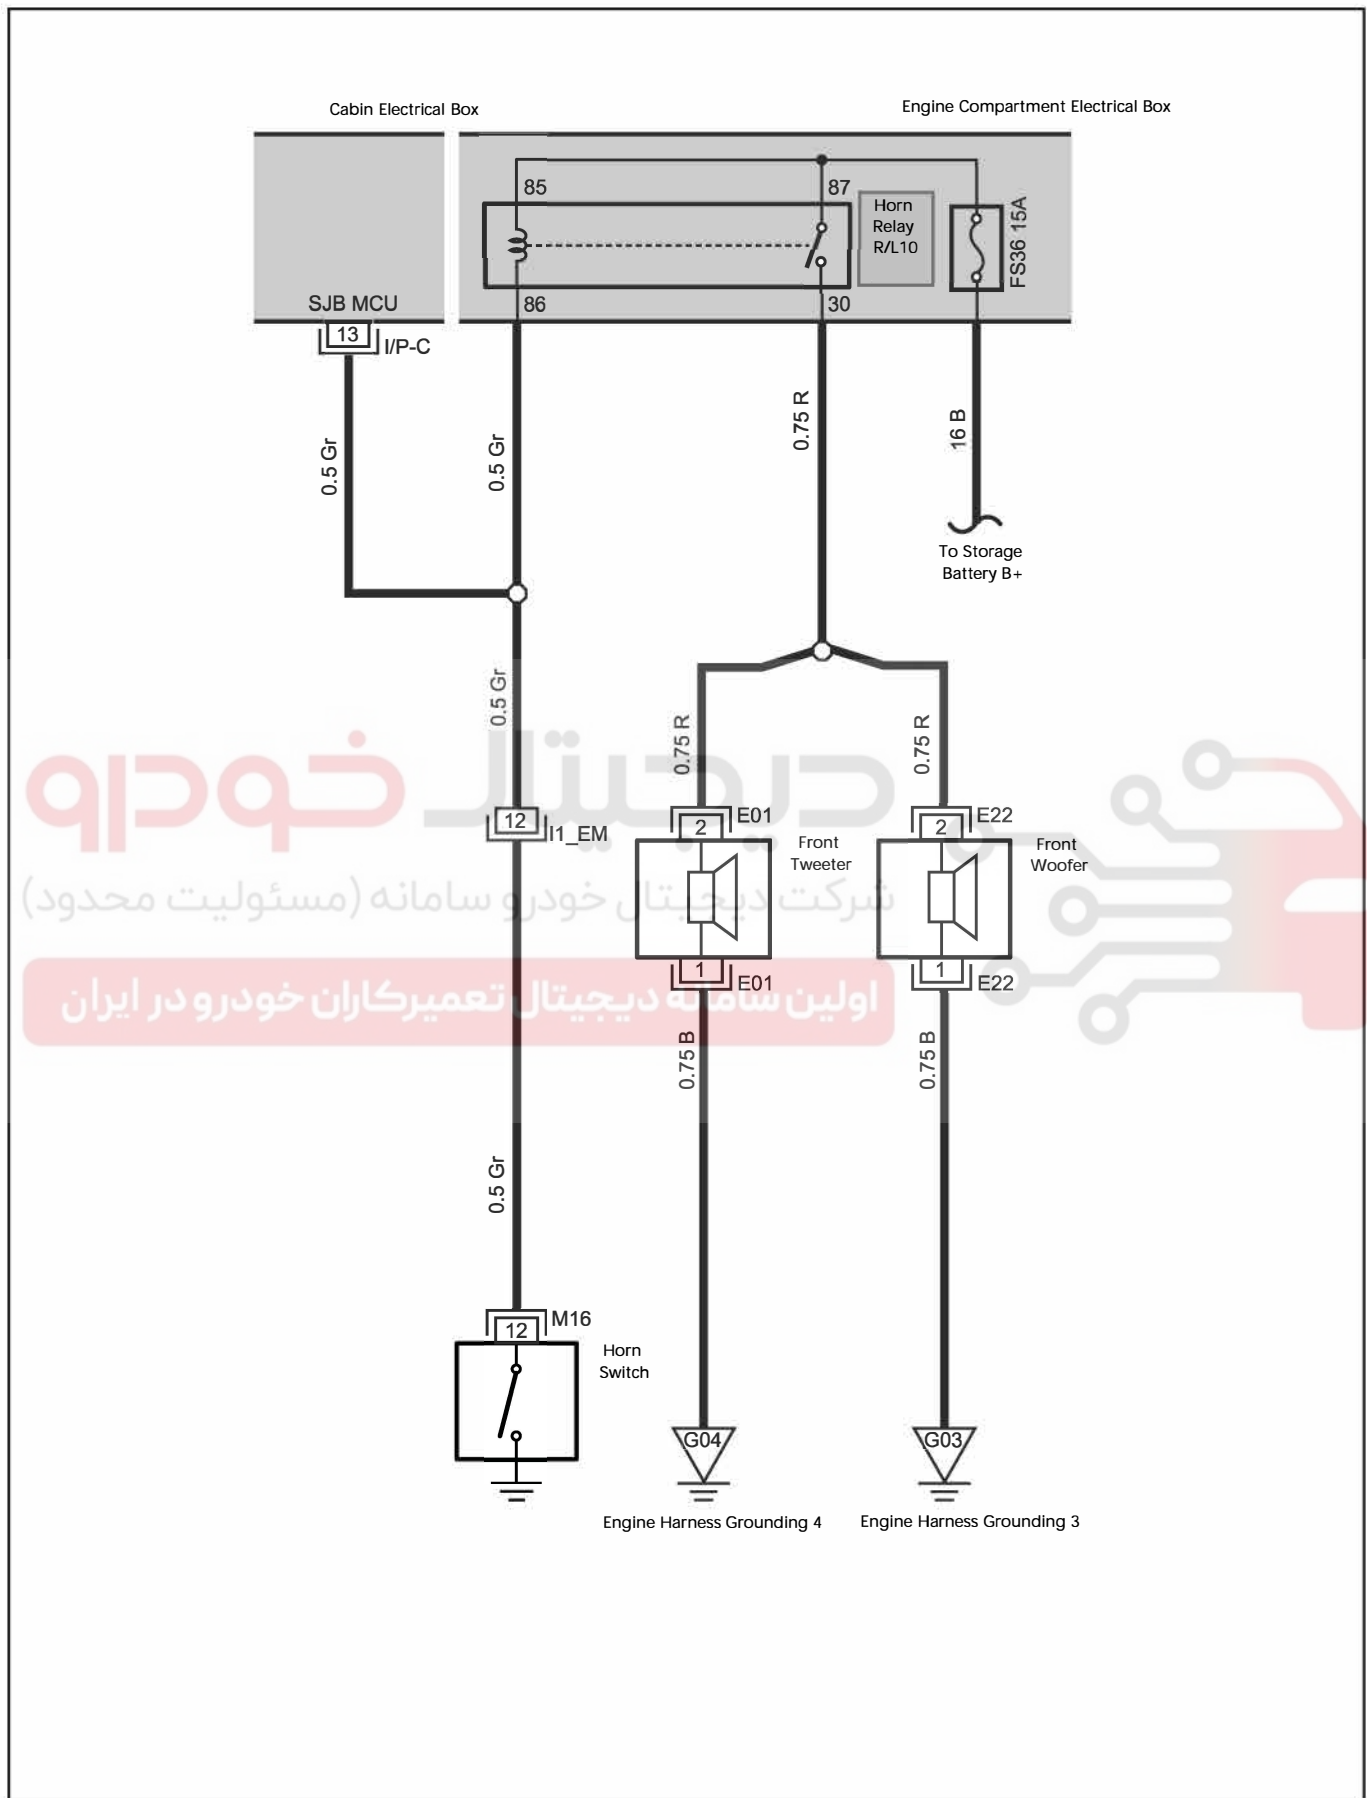 Cabin Electrical Box
Engine Compartment Electrical Box
85
87
Horn
Relay
R/L10
FS36 15A
SJB MCU
86
30
13
I/P-C
0.5 Gr
0.5 Gr
0.75 R
16 B
To Storage
Battery B+
0.5 Gr
0.75 R
0.75 R
دیجیتال خودرو
12
I1_EM
2
E01
Front
Tweeter
2
E22
Front
Woofer
شرکت دیجیتال خودرو سامانه (مسئولیت محدود)
1
E01
1
E22
اولین سامانه دیجیتال تعمیرکاران خودرو در ایران
0.75 B
0.75 B
0.5 Gr
M16
12
Horn
Switch
G04
G03
Engine Harness Grounding 4
Engine Harness Grounding 3